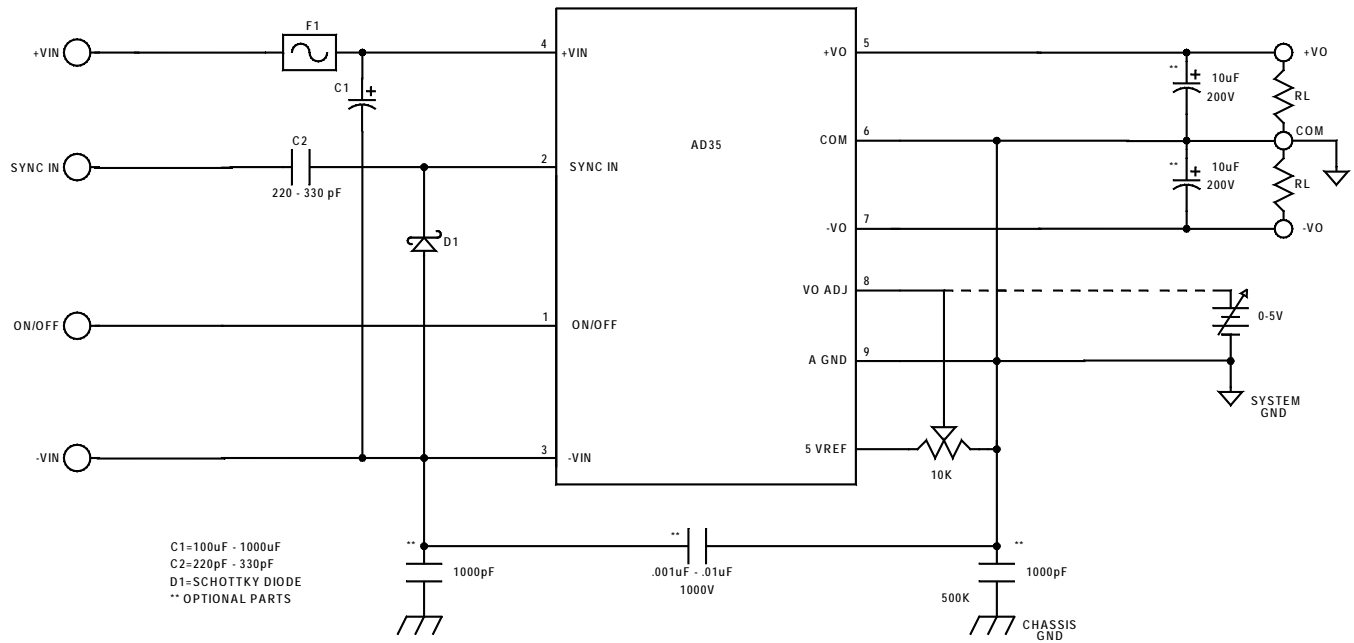 F1
+VIN
4
+VIN
+VO
5
+VO
C1
+
**
+
10uF
200V
RL
C2
AD35
COM
6
COM
SYNC IN
2
SYNC IN
**
+
10uF
200V
RL
220 - 330 pF
-VO
7
-VO
D1
VO ADJ
8
0-5V
ON/OFF
1
ON/OFF
A GND
9
SYSTEM
GND
-VIN
3
-VIN
5 VREF
10K
C1=100uF - 1000uF
C2=220pF - 330pF
D1=SCHOTTKY DIODE
** OPTIONAL PARTS
**
1000pF
**
.001uF - .01uF
1000V
**
1000pF
500K
CHASSIS
GND